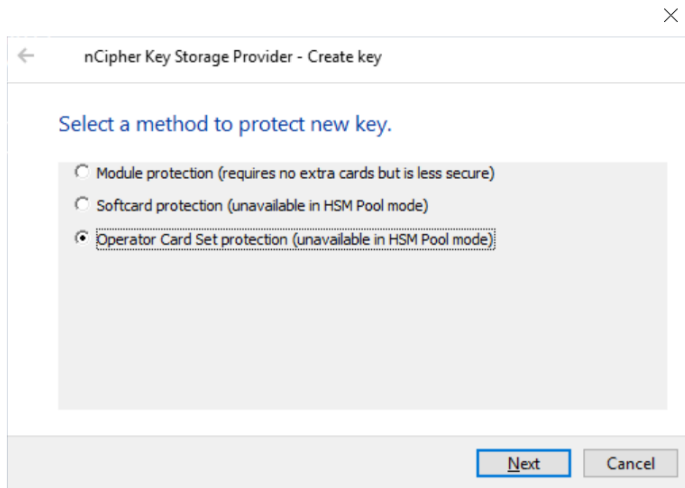 nCipher Key Storage Provider - Create key
Select a method to protect new key.
Module protection (requires no extra cards but is less secure)
Softcard protection (unavailable in HSM Pool mode)
Operator Card Set protection (unavailable in HSM Pool mode)
Next
Cancel